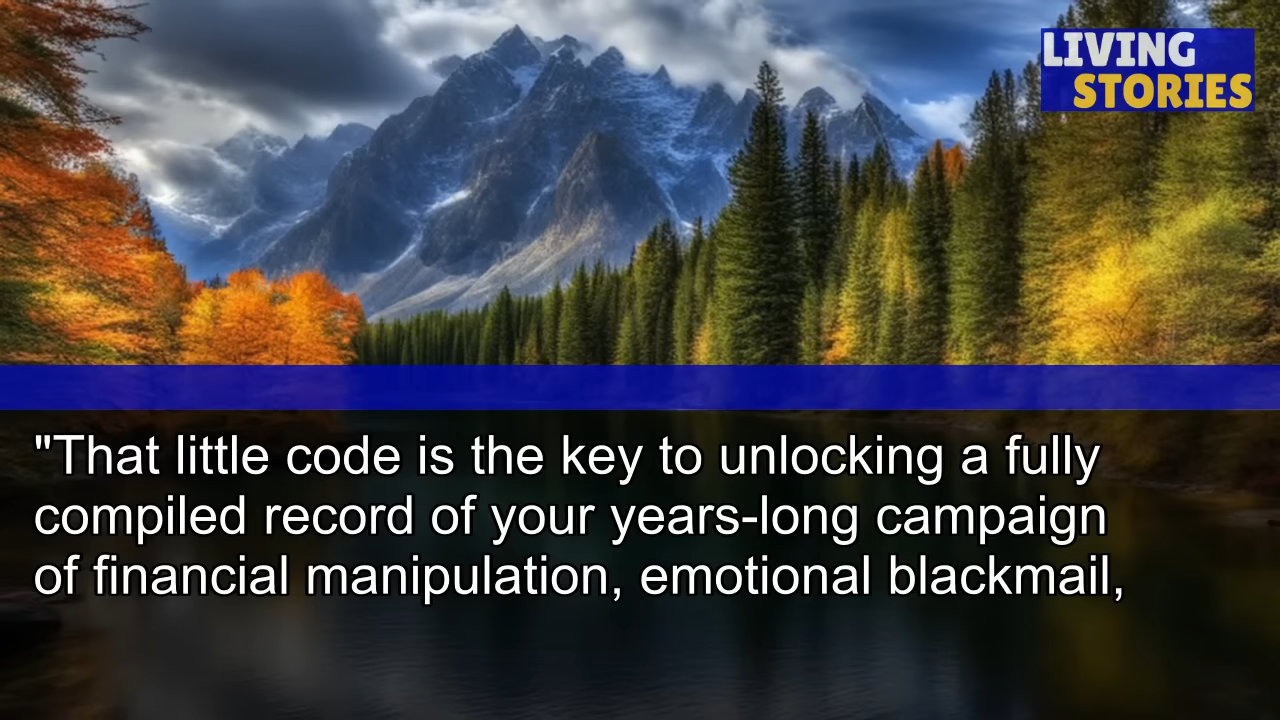 LIVING
STORIES
"That little code is the key to unlocking a fully
compiled record of your years-long campaign
of financial manipulation, emotional blackmail,